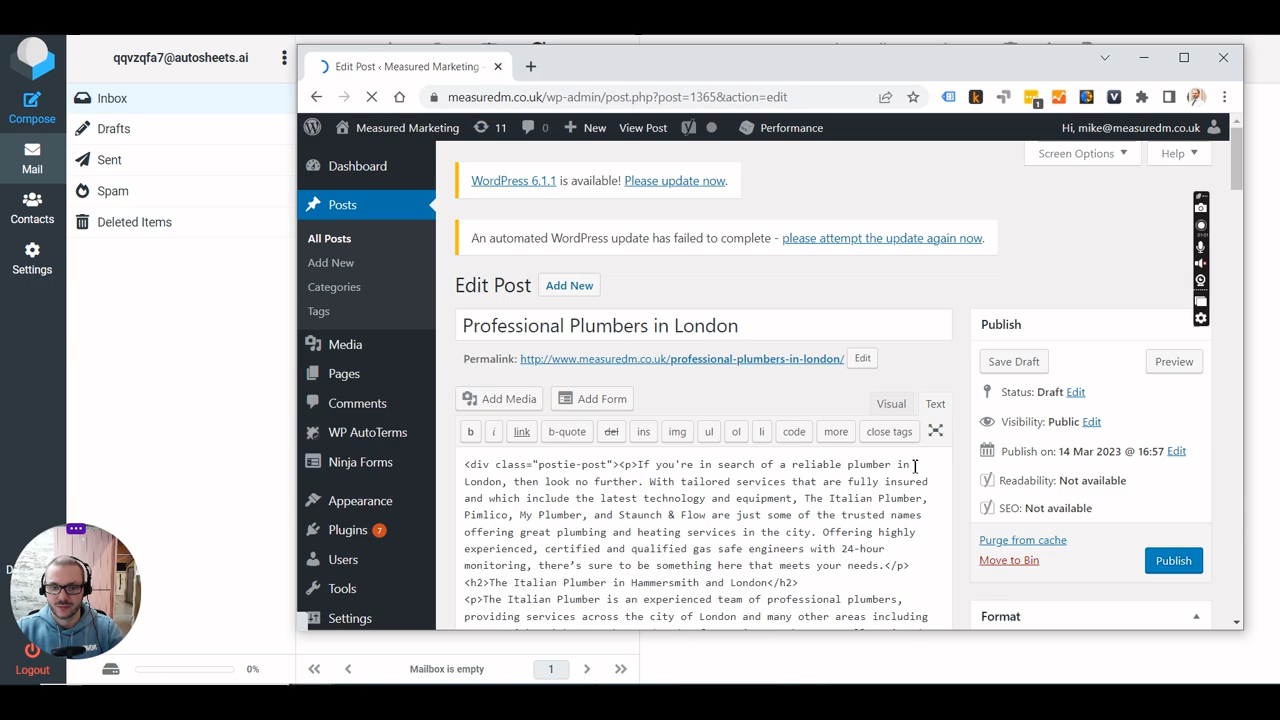 qqvzqfa7@autosheets.ai
Compose
Mail
Contacts
Settings
Logout
Inbox
Drafts
Sent
Spam
Deleted Items
0%
Mailbox is empty
1
Edit Post ‹ Measured Marketing –
measuredm.co.uk/wp-admin/post.php?post=1365&action=edit
1
Measured Marketing
11
0
New
View Post
Performance
Hi, mike@measuredm.co.uk
Dashboard
Posts
All Posts
Add New
Categories
Tags
Media
Pages
Comments
WP AutoTerms
Ninja Forms
Appearance
Plugins 7
Users
Tools
Settings
Screen Options
Help
WordPress 6.1.1 is available! Please update now.
An automated WordPress update has failed to complete - please attempt the update again now.
Edit Post
Add New
Professional Plumbers in London
Permalink: http://www.measuredm.co.uk/professional-plumbers-in-london/ Edit
Add Media
Add Form
Visual
Text
b
i
link
b-quote
del
ins
img
ul
ol
li
code
more
close tags
<div class="postie-post"><p>If you're in search of a reliable plumber in
London, then look no further. With tailored services that are fully insured
and which include the latest technology and equipment, The Italian Plumber,
Pimlico, My Plumber, and Staunch & Flow are just some of the trusted names
offering great plumbing and heating services in the city. Offering highly
experienced, certified and qualified gas safe engineers with 24-hour
monitoring, there’s sure to be something here that meets your needs.</p>
<h2>The Italian Plumber in Hammersmith and London</h2>
<p>The Italian Plumber is an experienced team of professional plumbers,
providing services across the city of London and many other areas including
Publish
Save Draft
Preview
Status: Draft Edit
Visibility: Public Edit
Publish on: 14 Mar 2023 @ 16:57 Edit
Readability: Not available
SEO: Not available
Purge from cache
Move to Bin
Publish
Format